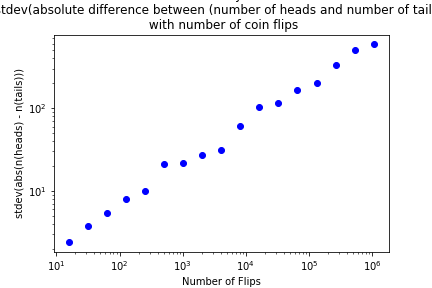 stdev(absolute difference between (number of heads and number of tail
with number of coin flips
stdev(abs(n(heads) - n(tails)))
10²
10¹
10¹
10²
10³
10⁴
10⁵
10⁶
Number of Flips